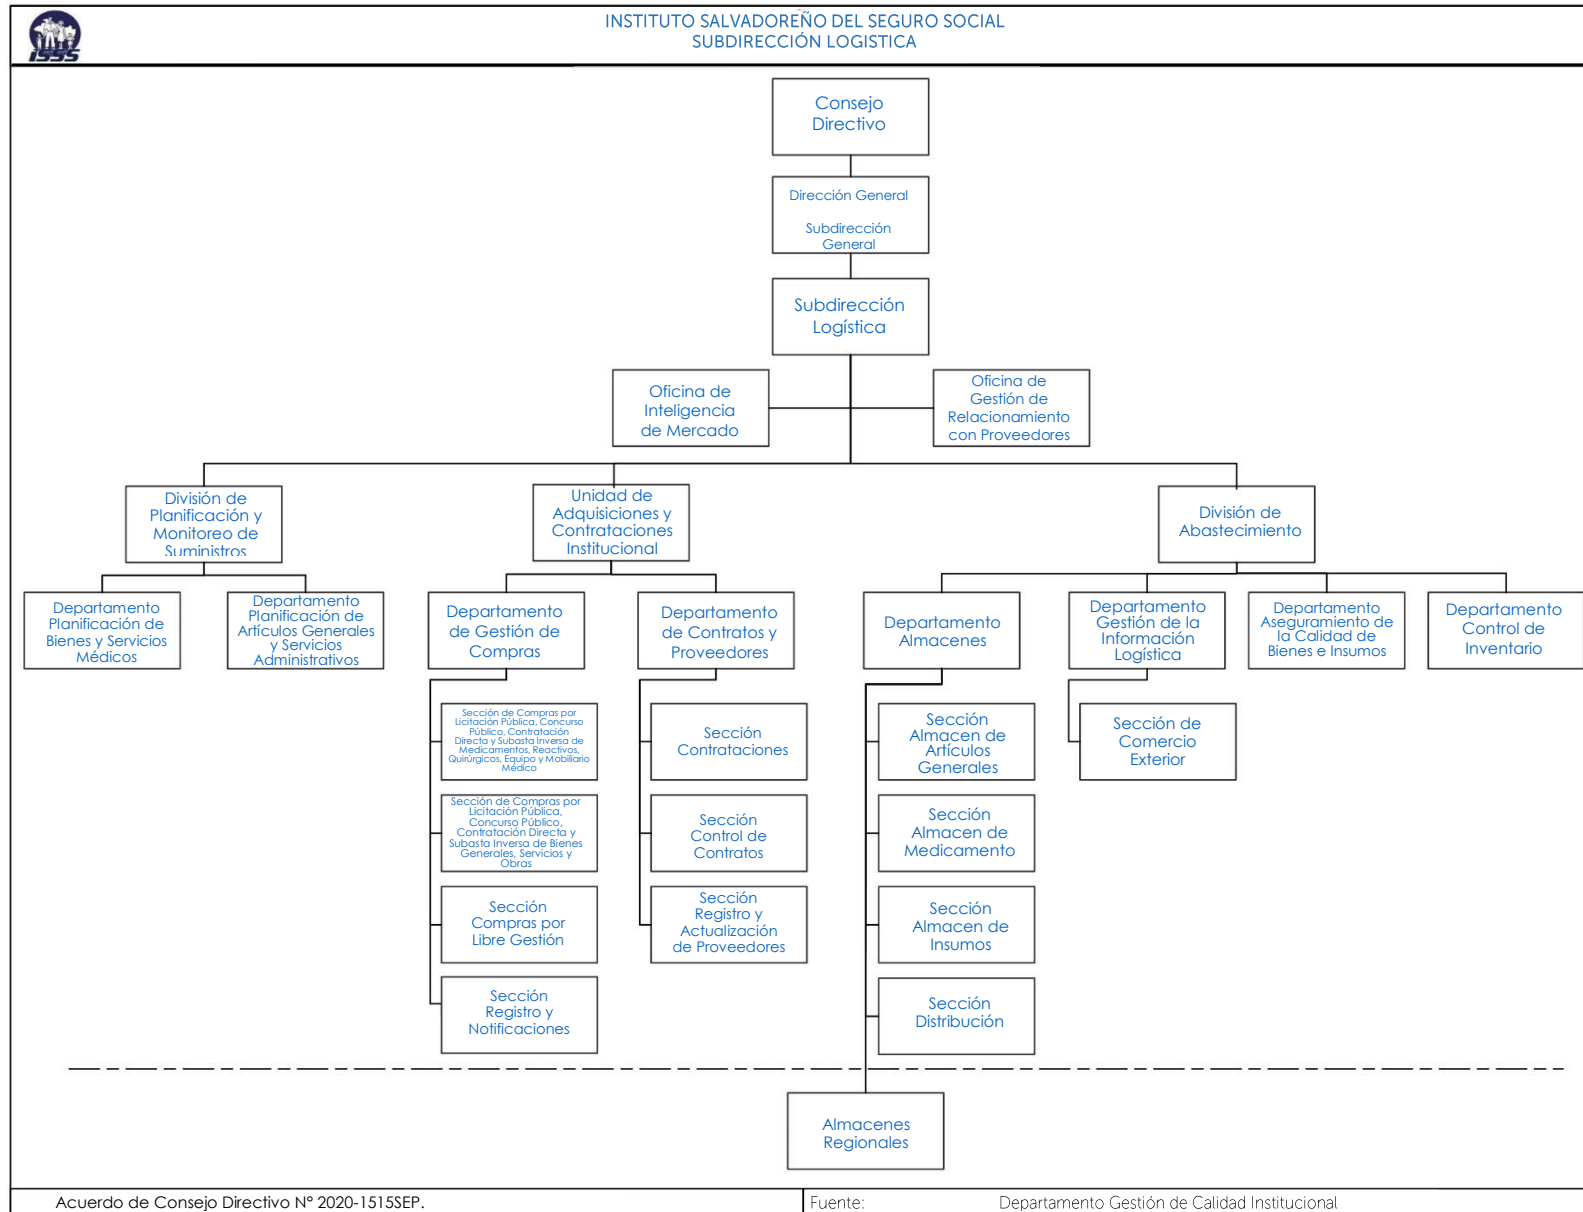 ISSS
INSTITUTO SALVADOREÑO DEL SEGURO SOCIAL
SUBDIRECCIÓN LOGISTICA
Consejo
Directivo
Dirección General
Subdirección
General
Subdirección
Logística
Oficina de
Inteligencia
de Mercado
Oficina de
Gestión de
Relacionamiento
con Proveedores
División de
Planificación y
Monitoreo de
Suministros
Unidad de
Adquisiciones y
Contrataciones
Institucional
División de
Abastecimiento
Departamento
Planificación de
Bienes y Servicios
Médicos
Departamento
Planificación de
Artículos Generales
y Servicios
Administrativos
Departamento
de Gestión de
Compras
Departamento
de Contratos y
Proveedores
Departamento
Almacenes
Departamento
Gestión de la
Información
Logística
Departamento
Aseguramiento de
la Calidad de
Bienes e Insumos
Departamento
Control de
Inventario
Sección de Compras por
Licitación Pública, Concurso
Público, Contratación
Directa y Subasta Inversa de
Medicamentos, Reactivos,
Quirúrgicos, Equipo y Mobiliario
Médico
Sección de Compras por
Licitación Pública,
Concurso Público,
Contratación Directa y
Subasta Inversa de Bienes
Generales, Servicios y
Obras
Sección
Compras por
Libre Gestión
Sección
Registro y
Notificaciones
Sección
Contrataciones
Sección
Control de
Contratos
Sección
Registro y
Actualización
de Proveedores
Sección
Almacen de
Artículos
Generales
Sección
Almacen de
Medicamento
Sección
Almacen de
Insumos
Sección
Distribución
Sección de
Comercio
Exterior
Almacenes
Regionales
Acuerdo de Consejo Directivo N° 2020-1515SEP.
Fuente: Departamento Gestión de Calidad Institucional